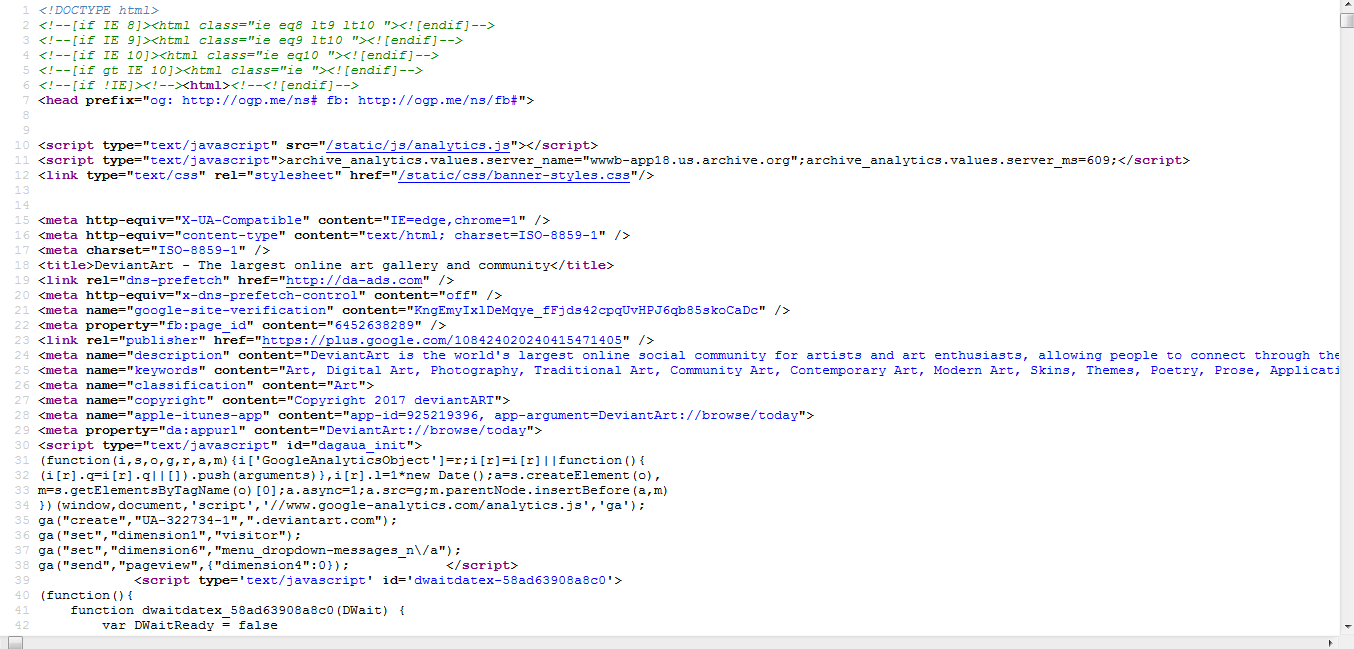 1 <!DOCTYPE html>
2 <!--[if IE 8]><html class="ie eq8 lt9 lt10 "><![endif]-->
3 <!--[if IE 9]><html class="ie eq9 lt10 "><![endif]-->
4 <!--[if IE 10]><html class="ie eq10 "><![endif]-->
5 <!--[if gt IE 10]><html class="ie "><![endif]-->
6 <!--[if !IE]><!--><html><!--<![endif]-->
7 <head prefix="og: http://ogp.me/ns# fb: http://ogp.me/ns/fb#">
8
9
10 <script type="text/javascript" src="/static/js/analytics.js"></script>
11 <script type="text/javascript">archive_analytics.values.server_name="wwwb-app18.us.archive.org";archive_analytics.values.server_ms=609;</script>
12 <link type="text/css" rel="stylesheet" href="/static/css/banner-styles.css"/>
13
14
15 <meta http-equiv="X-UA-Compatible" content="IE=edge,chrome=1" />
16 <meta http-equiv="content-type" content="text/html; charset=ISO-8859-1" />
17 <meta charset="ISO-8859-1" />
18 <title>DeviantArt - The largest online art gallery and community</title>
19 <link rel="dns-prefetch" href="http://da-ads.com" />
20 <meta http-equiv="x-dns-prefetch-control" content="off" />
21 <meta name="google-site-verification" content="KngEmyIxlDeMqye_fFjds42cpqUvHPJ6qb85skoCaDc" />
22 <meta property="fb:page_id" content="6452638289" />
23 <link rel="publisher" href="https://plus.google.com/108424020240415471405" />
24 <meta name="description" content="DeviantArt is the world's largest online social community for artists and art enthusiasts, allowing people to connect through the
25 <meta name="keywords" content="Art, Digital Art, Photography, Traditional Art, Community Art, Contemporary Art, Modern Art, Skins, Themes, Poetry, Prose, Applicati
26 <meta name="classification" content="Art">
27 <meta name="copyright" content="Copyright 2017 deviantART">
28 <meta name="apple-itunes-app" content="app-id=925219396, app-argument=DeviantArt://browse/today">
29 <meta property="da:appurl" content="DeviantArt://browse/today">
30 <script type="text/javascript" id="dagaua_init">
31 (function(i,s,o,g,r,a,m){i['GoogleAnalyticsObject']=r;i[r]=i[r]||function(){
32 (i[r].q=i[r].q||[]).push(arguments)},i[r].l=1*new Date();a=s.createElement(o),
33 m=s.getElementsByTagName(o)[0];a.async=1;a.src=g;m.parentNode.insertBefore(a,m)
34 })(window,document,'script','//www.google-analytics.com/analytics.js','ga');
35 ga("create","UA-322734-1",".deviantart.com");
36 ga("set","dimension1","visitor");
37 ga("set","dimension6","menu_dropdown-messages_n\/a");
38 ga("send","pageview",{"dimension4":0}); </script>
39 <script type='text/javascript' id='dwaitdatex-58ad63908a8c0'>
40 (function(){
41 function dwaitdatex_58ad63908a8c0(DWait) {
42 var DWaitReady = false